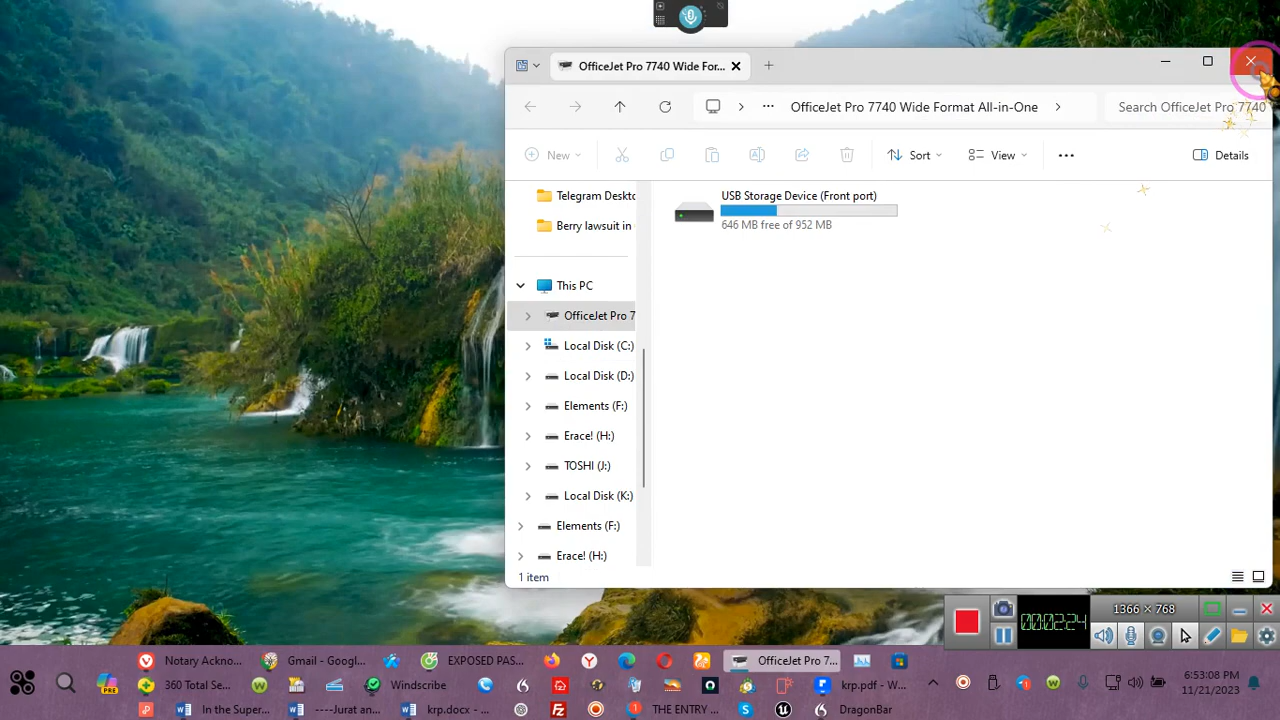 OfficeJet Pro 7740 Wide For...
OfficeJet Pro 7740 Wide Format All-in-One
Search OfficeJet Pro 7740
New
Sort
View
Details
Telegram Deskto
Berry lawsuit in
This PC
OfficeJet Pro 7
Local Disk (C:)
Local Disk (D:)
Elements (F:)
Erace! (H:)
TOSHI (J:)
Local Disk (K:)
Elements (F:)
Erace! (H:)
USB Storage Device (Front port)
646 MB free of 952 MB
1 item
1366 × 768
00:02:24
Notary Ackno...
Gmail - Googl...
EXPOSED PAS...
OfficeJet Pro 7...
360 Total Se...
Windscribe
krp.pdf - W...
In the Super...
----Jurat an...
krp.docx - ...
THE ENTRY ...
DragonBar
PRE
6:53:08 PM
11/21/2023